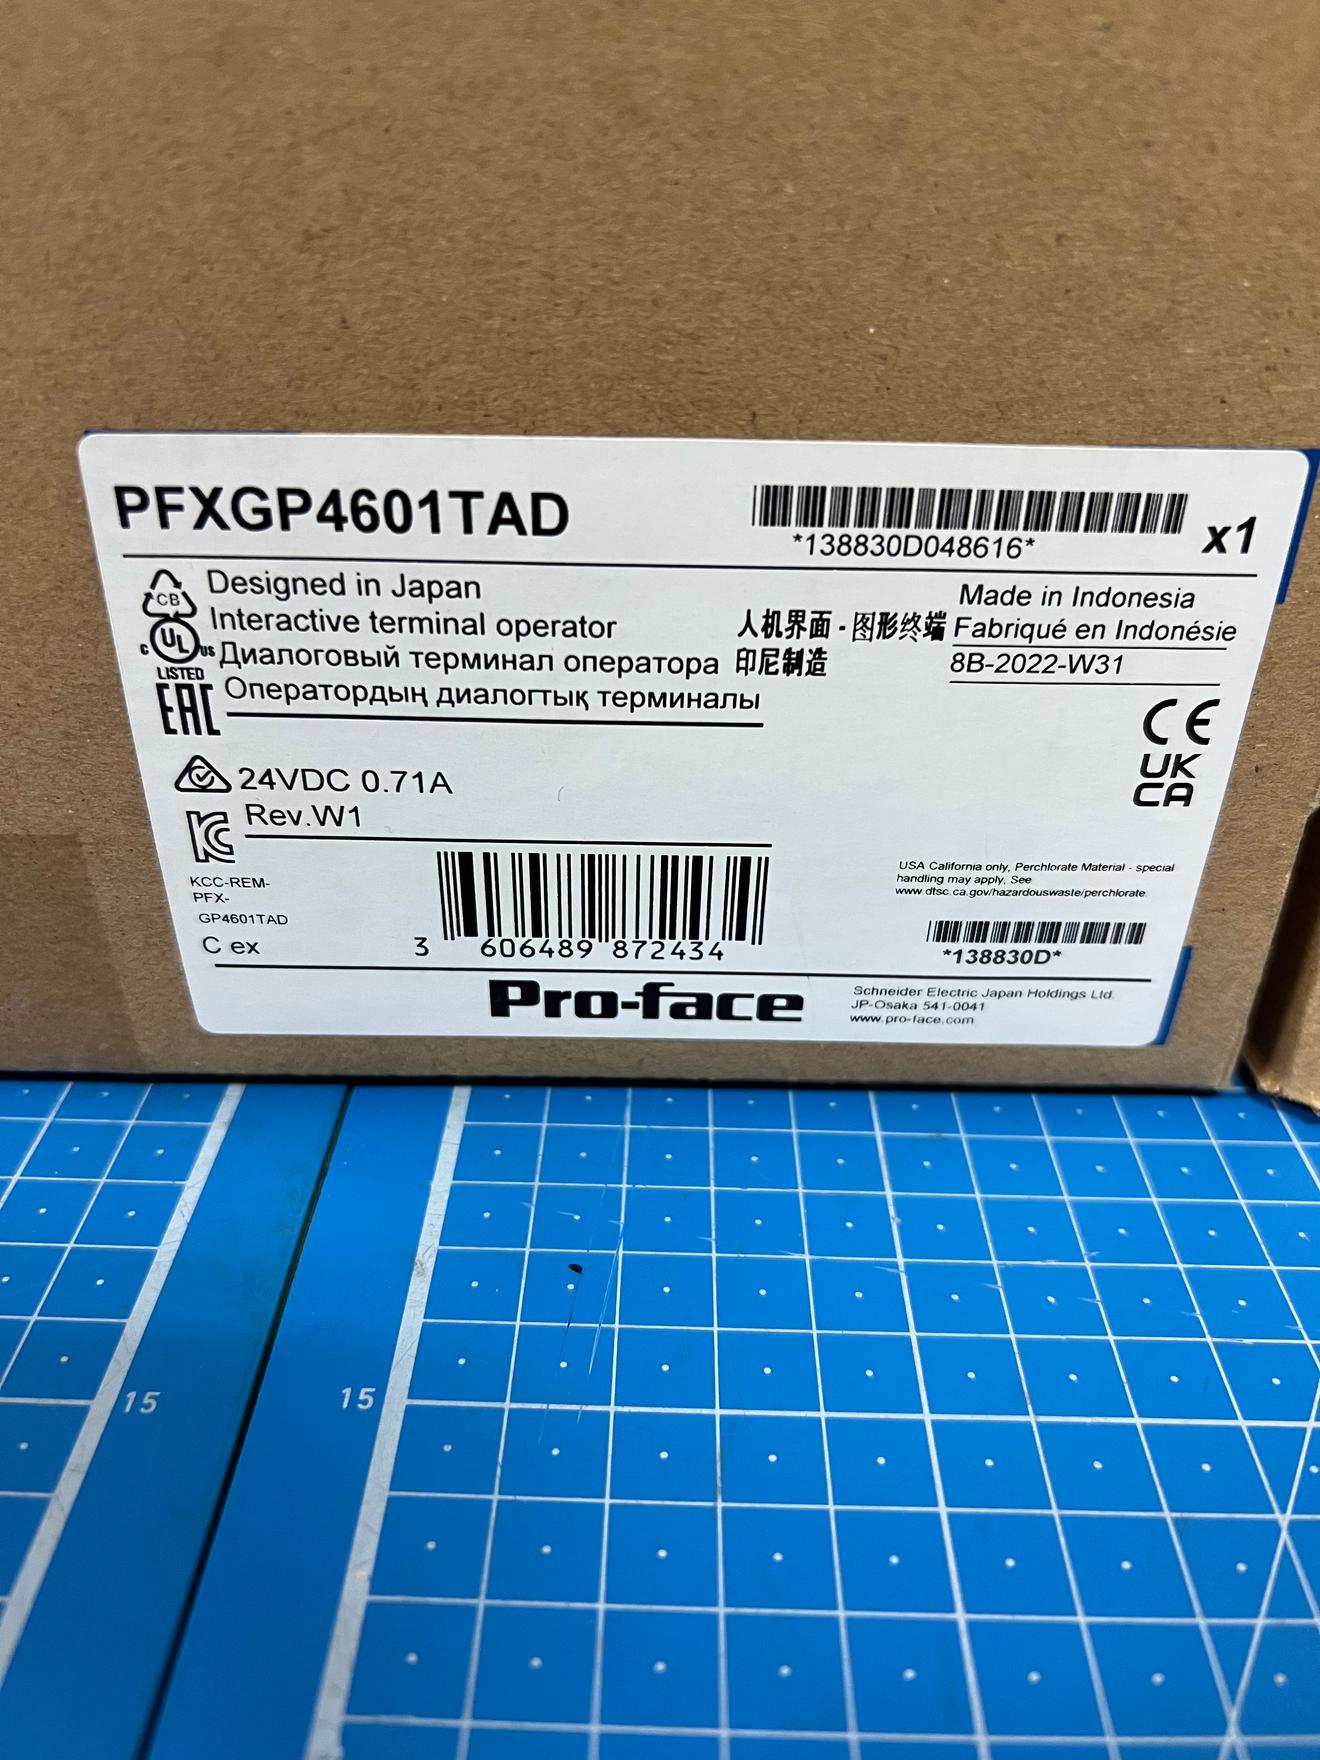 PFXGP4601TAD
*138830D048616*
x1
Designed in Japan
Interactive terminal operator
Диалоговый терминал оператора
Оператордың диалогтық терминалы
人机界面 - 图形终端
印尼制造
Made in Indonesia
Fabriqué en Indonésie
8B-2022-W31
CB
C UL US
LISTED
EAC
CE
UK
CA
24VDC 0.71A
Rev.W1
KC
KCC-REM-
PFX-
GP4601TAD
C ex
3 606489 872434
USA California only, Perchlorate Material - special
handling may apply, See
www.dtsc.ca.gov/hazardouswaste/perchlorate.
*138830D*
Pro-face
Schneider Electric Japan Holdings Ltd.
JP-Osaka 541-0041
www.pro-face.com
15
15